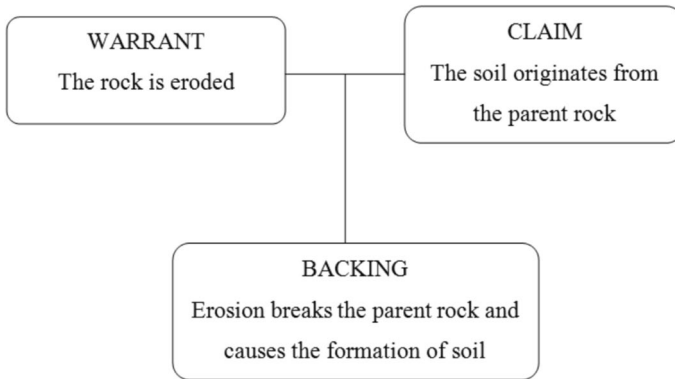 WARRANT
The rock is eroded
CLAIM
The soil originates from
the parent rock
BACKING
Erosion breaks the parent rock and
causes the formation of soil